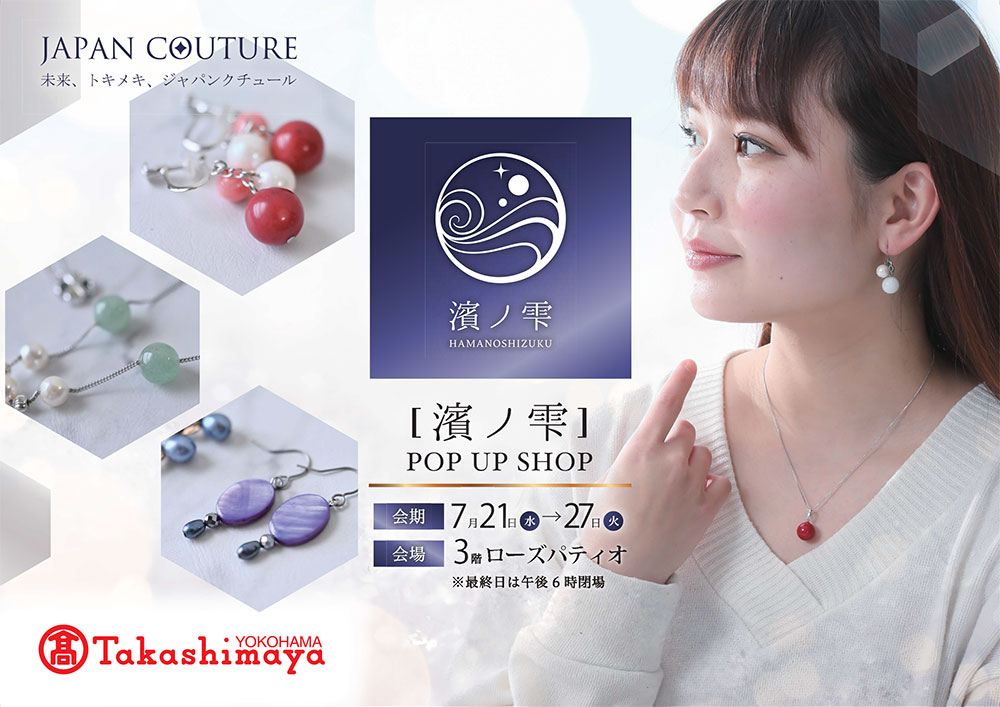 JAPAN COUTURE
未来、トキメキ、ジャパンクチュール
濱ノ雫
HAMANOSHIZUKU
[濱ノ雫]
POP UP SHOP
会期 7月21日水→27日火
会場 3階ローズパティオ
※最終日は午後6時閉場
髙 Takashimaya YOKOHAMA